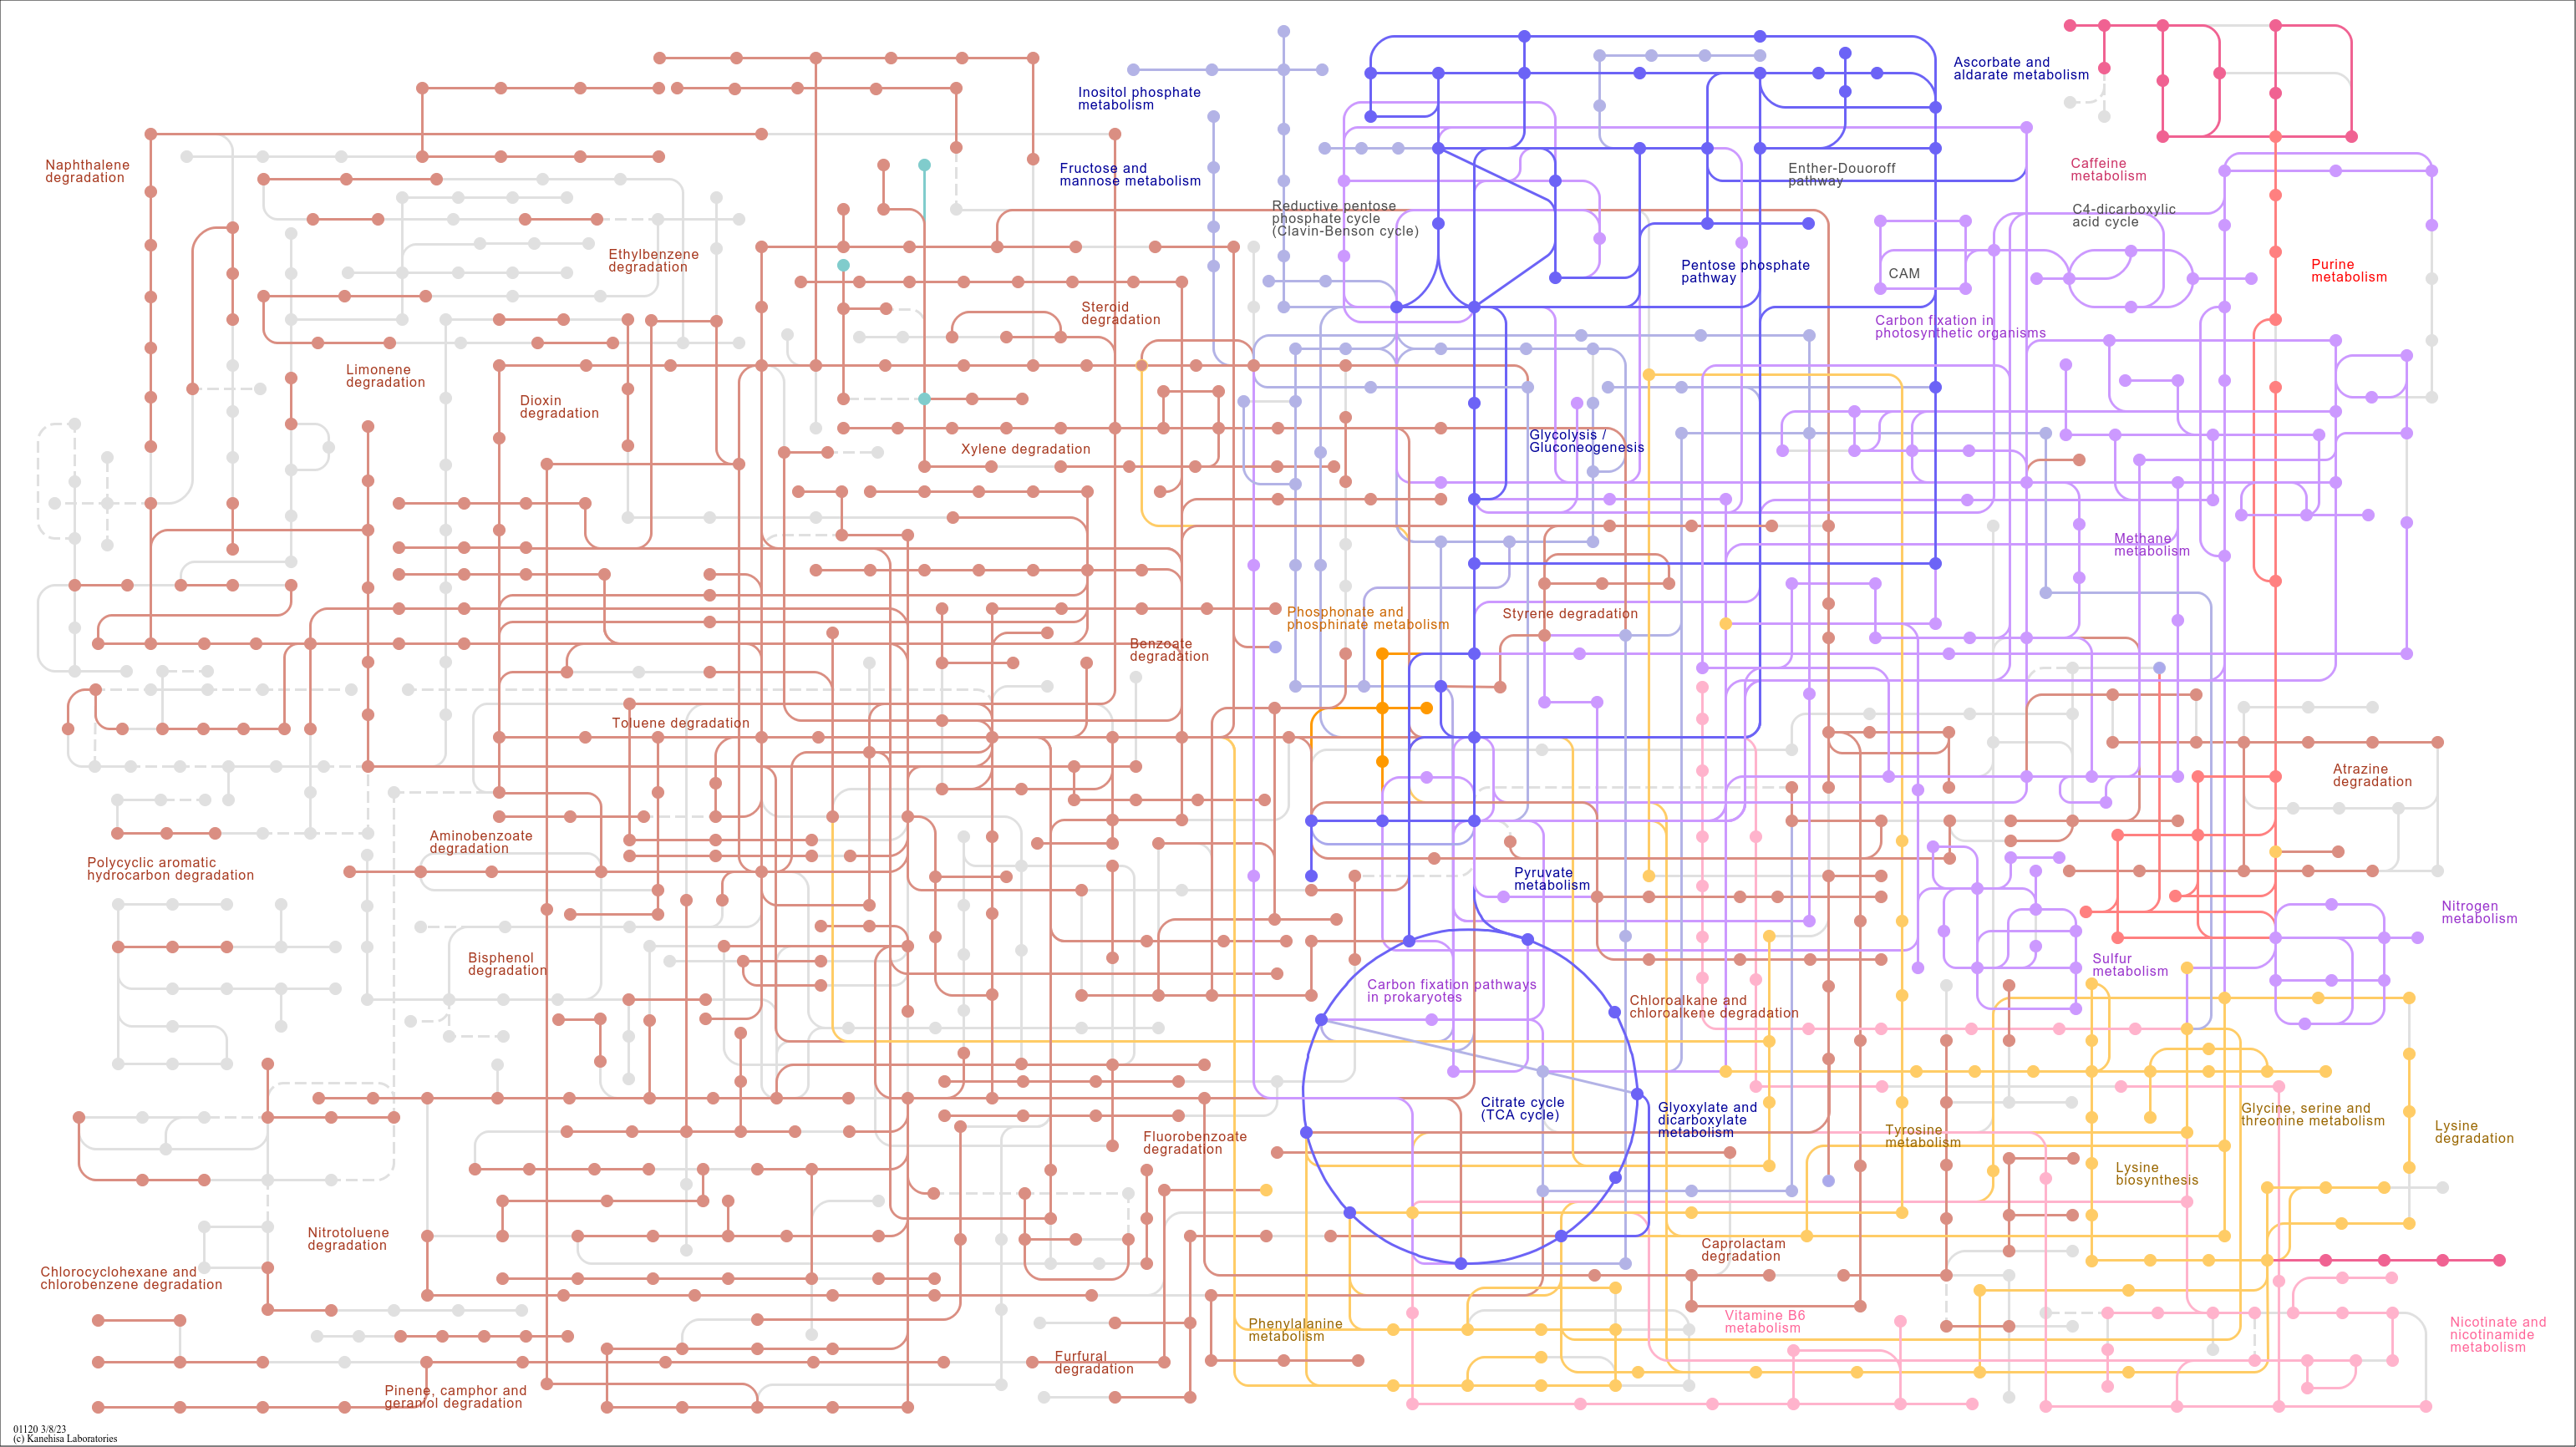 Ascorbate and
aldarate metabolism
Inositol phosphate
metabolism
Naphthalene
degradation
Fructose and
mannose metabolism
Enther-Douoroff
pathway
Caffeine
metabolism
Reductive pentose
phosphate cycle
(Clavin-Benson cycle)
C4-dicarboxylic
acid cycle
Ethylbenzene
degradation
Pentose phosphate
pathway
CAM
Purine
metabolism
Steroid
degradation
Carbon fixation in
photosynthetic organisms
Limonene
degradation
Dioxin
degradation
Xylene degradation
Glycolysis /
Gluconeogenesis
Methane
metabolism
Phosphonate and
phosphinate metabolism
Styrene degradation
Benzoate
degradation
Toluene degradation
Atrazine
degradation
Aminobenzoate
degradation
Polycyclic aromatic
hydrocarbon degradation
Pyruvate
metabolism
Nitrogen
metabolism
Bisphenol
degradation
Sulfur
metabolism
Carbon fixation pathways
in prokaryotes
Chloroalkane and
chloroalkene degradation
Citrate cycle
(TCA cycle)
Glyoxylate and
dicarboxylate
metabolism
Glycine, serine and
threonine metabolism
Tyrosine
metabolism
Lysine
degradation
Fluorobenzoate
degradation
Lysine
biosynthesis
Nitrotoluene
degradation
Caprolactam
degradation
Chlorocyclohexane and
chlorobenzene degradation
Phenylalanine
metabolism
Vitamine B6
metabolism
Nicotinate and
nicotinamide
metabolism
Furfural
degradation
Pinene, camphor and
geraniol degradation
01120 3/8/23
(c) Kanehisa Laboratories